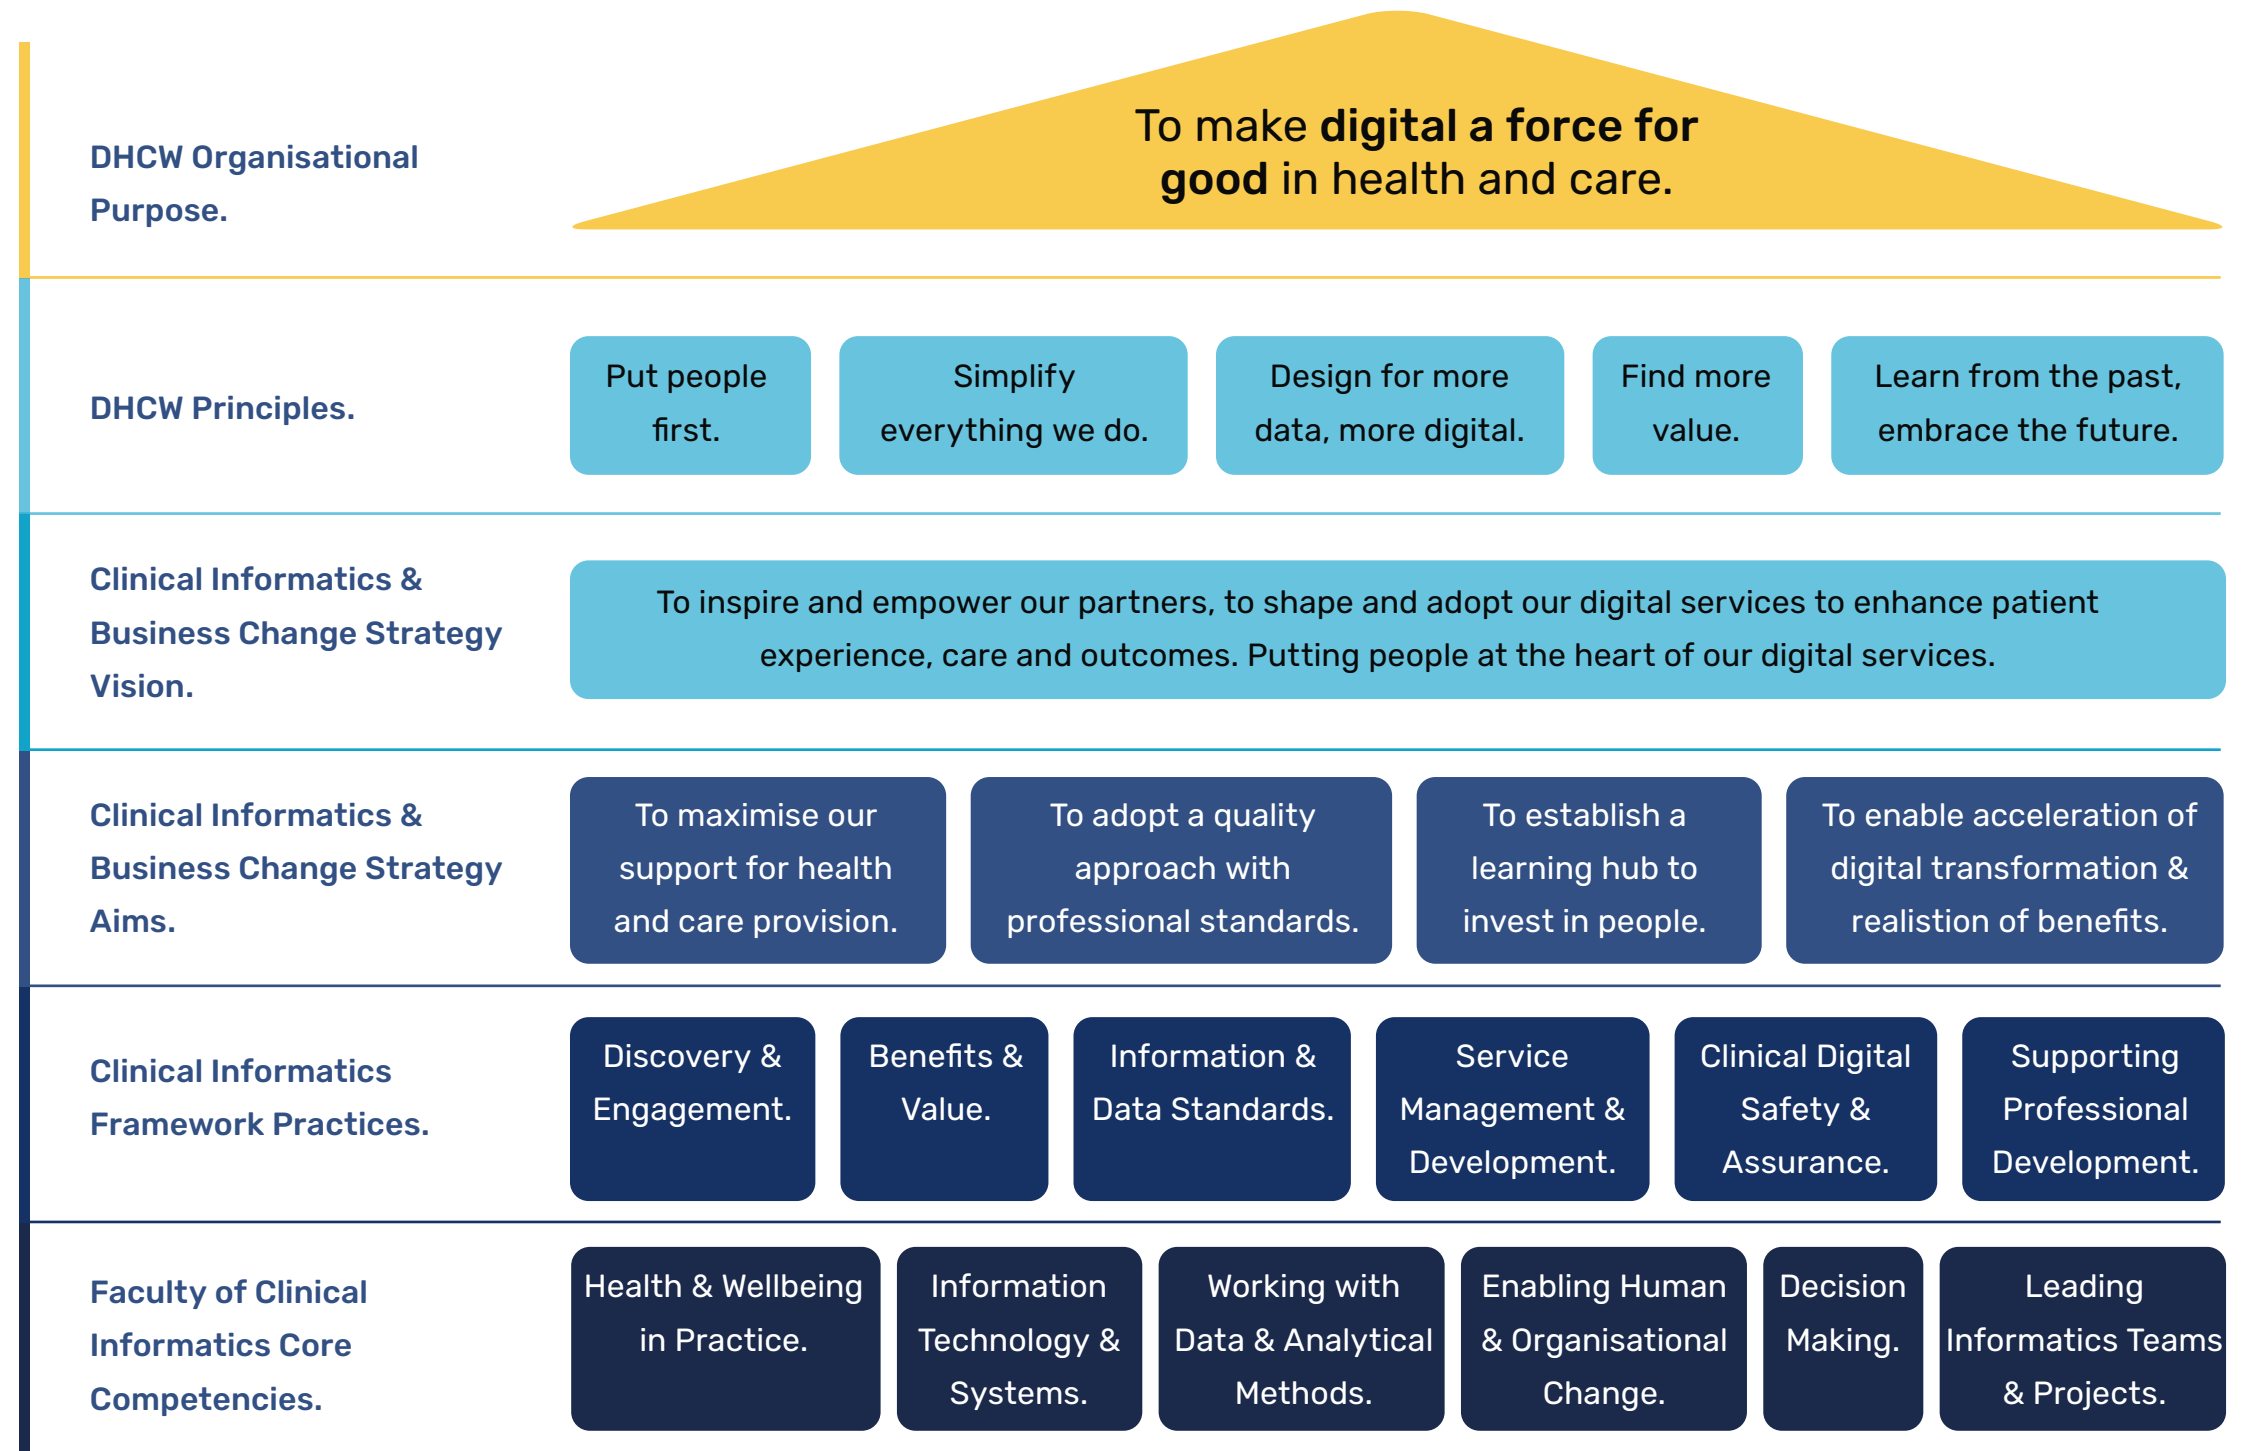 DHCW Organisational
Purpose.
To make digital a force for
good in health and care.
DHCW Principles.
Put people
first.
Simplify
everything we do.
Design for more
data, more digital.
Find more
value.
Learn from the past,
embrace the future.
Clinical Informatics &
Business Change Strategy
Vision.
To inspire and empower our partners, to shape and adopt our digital services to enhance patient
experience, care and outcomes. Putting people at the heart of our digital services.
Clinical Informatics &
Business Change Strategy
Aims.
To maximise our
support for health
and care provision.
To adopt a quality
approach with
professional standards.
To establish a
learning hub to
invest in people.
To enable acceleration of
digital transformation &
realistion of benefits.
Clinical Informatics
Framework Practices.
Discovery &
Engagement.
Benefits &
Value.
Information &
Data Standards.
Service
Management &
Development.
Clinical Digital
Safety &
Assurance.
Supporting
Professional
Development.
Faculty of Clinical
Informatics Core
Competencies.
Health & Wellbeing
in Practice.
Information
Technology &
Systems.
Working with
Data & Analytical
Methods.
Enabling Human
& Organisational
Change.
Decision
Making.
Leading
Informatics Teams
& Projects.